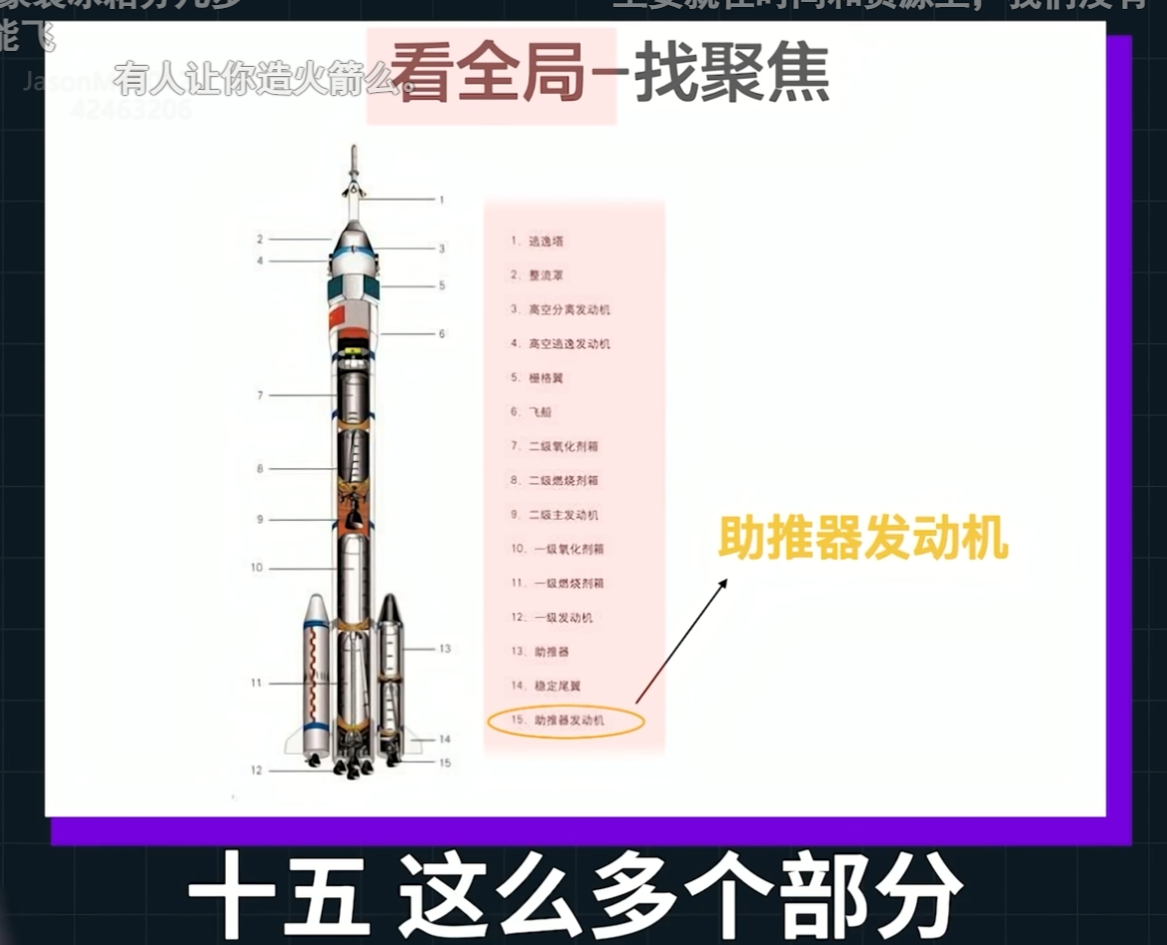 能飞
有人让你造火箭么。
看全局-找聚焦
42463206
1
2
3
4
5
6
7
8
9
10
13
11
14
15
12
1. 逃逸塔
2. 整流罩
3. 高空分离发动机
4. 高空逃逸发动机
5. 栅格翼
6. 飞船
7. 二级氧化剂箱
8. 二级燃烧剂箱
9. 二级主发动机
10. 一级氧化剂箱
11. 一级燃烧剂箱
12. 一级发动机
13. 助推器
14. 稳定尾翼
15. 助推器发动机
助推器发动机
十五 这么多个部分